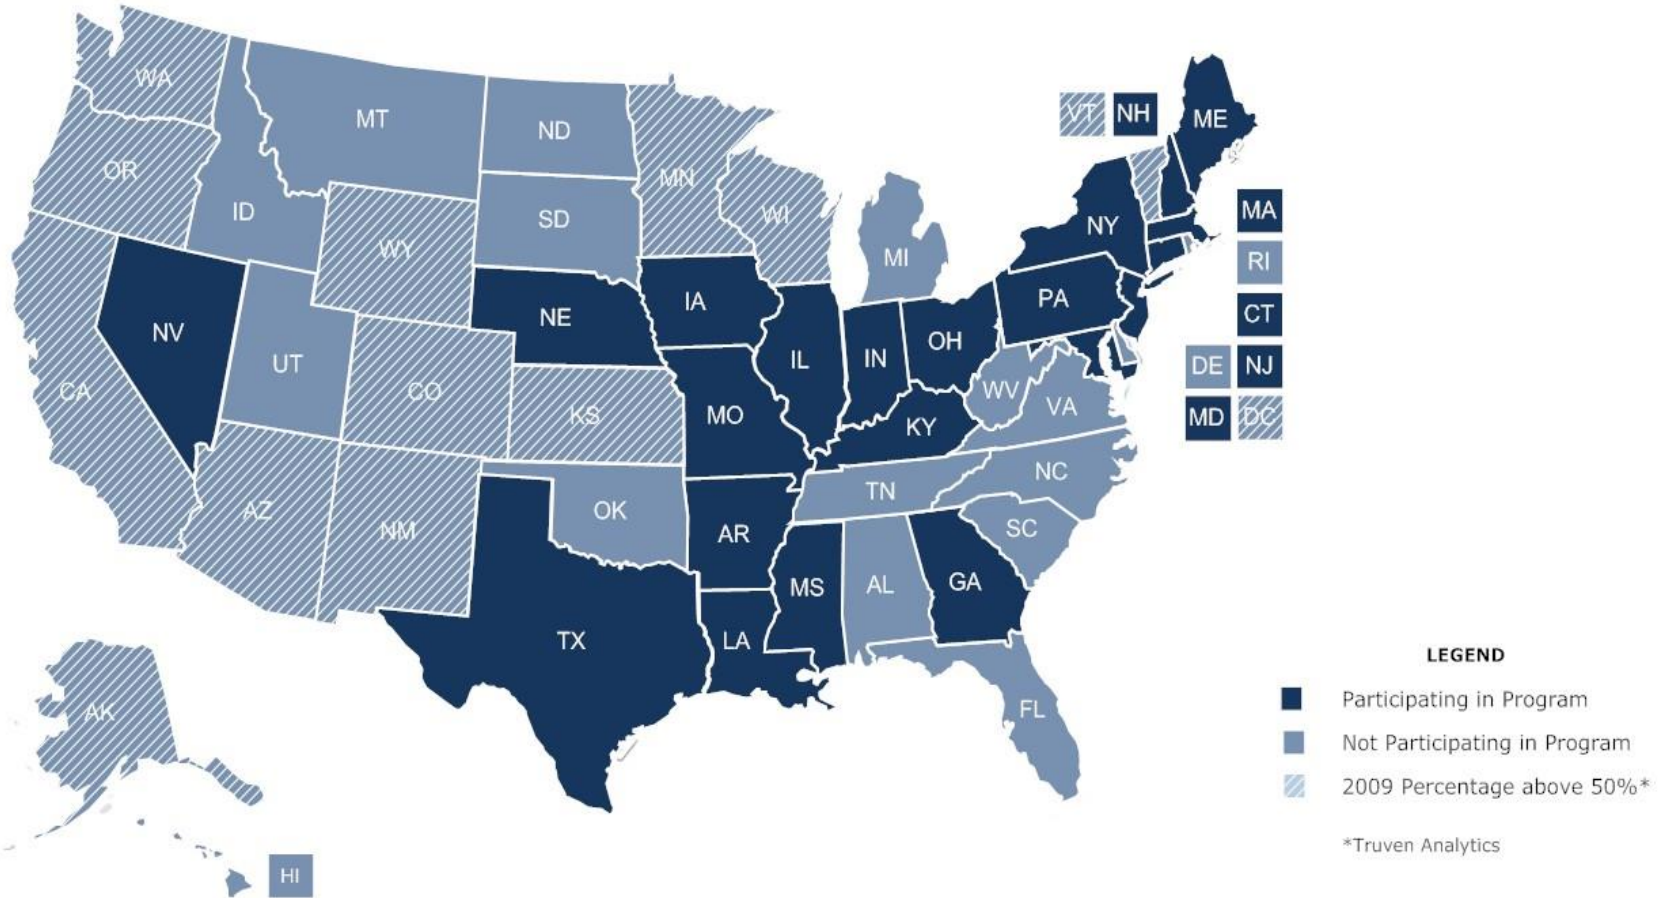 WA
MT
ND
VT
NH
ME
OR
MN
ID
SD
WI
NY
MA
WY
MI
RI
IA
PA
NE
CT
NV
OH
UT
IL
IN
DE
NJ
CA
CO
KS
WV
VA
MO
KY
MD
DC
NC
TN
AZ
OK
NM
AR
SC
MS
AL
GA
TX
LA
FL
AK
HI
LEGEND
Participating in Program
Not Participating in Program
2009 Percentage above 50%*
*Truven Analytics